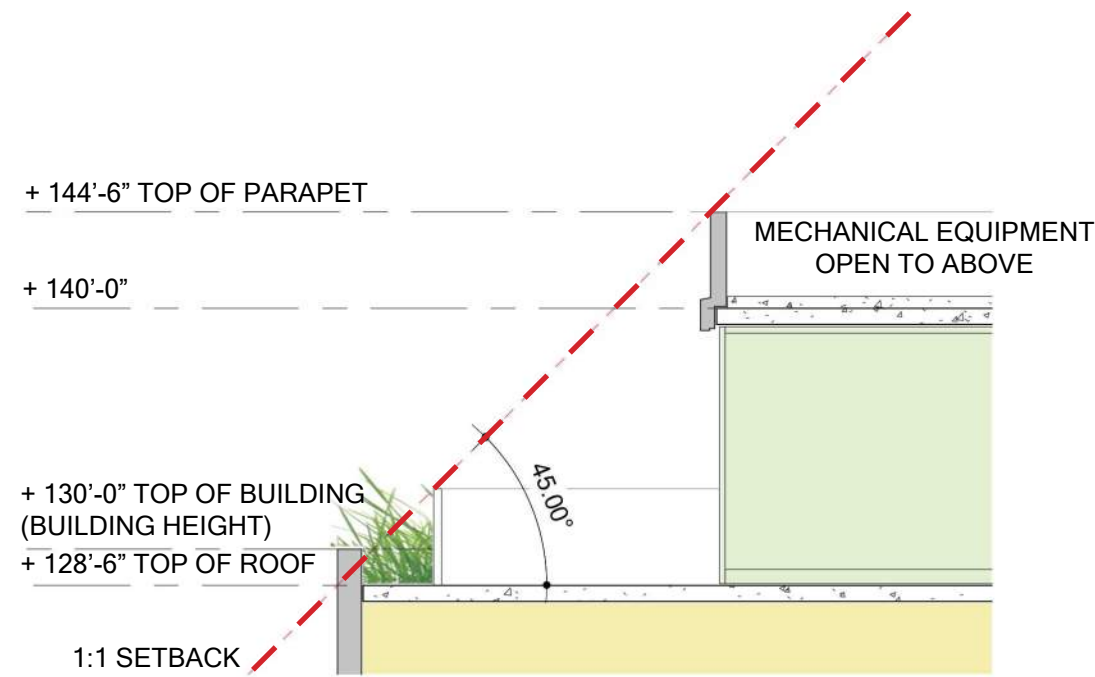 + 144’-6” TOP OF PARAPET
MECHANICAL EQUIPMENT
OPEN TO ABOVE
+ 140’-0”
45.00°
+ 130’-0” TOP OF BUILDING
(BUILDING HEIGHT)
+ 128’-6” TOP OF ROOF
1:1 SETBACK